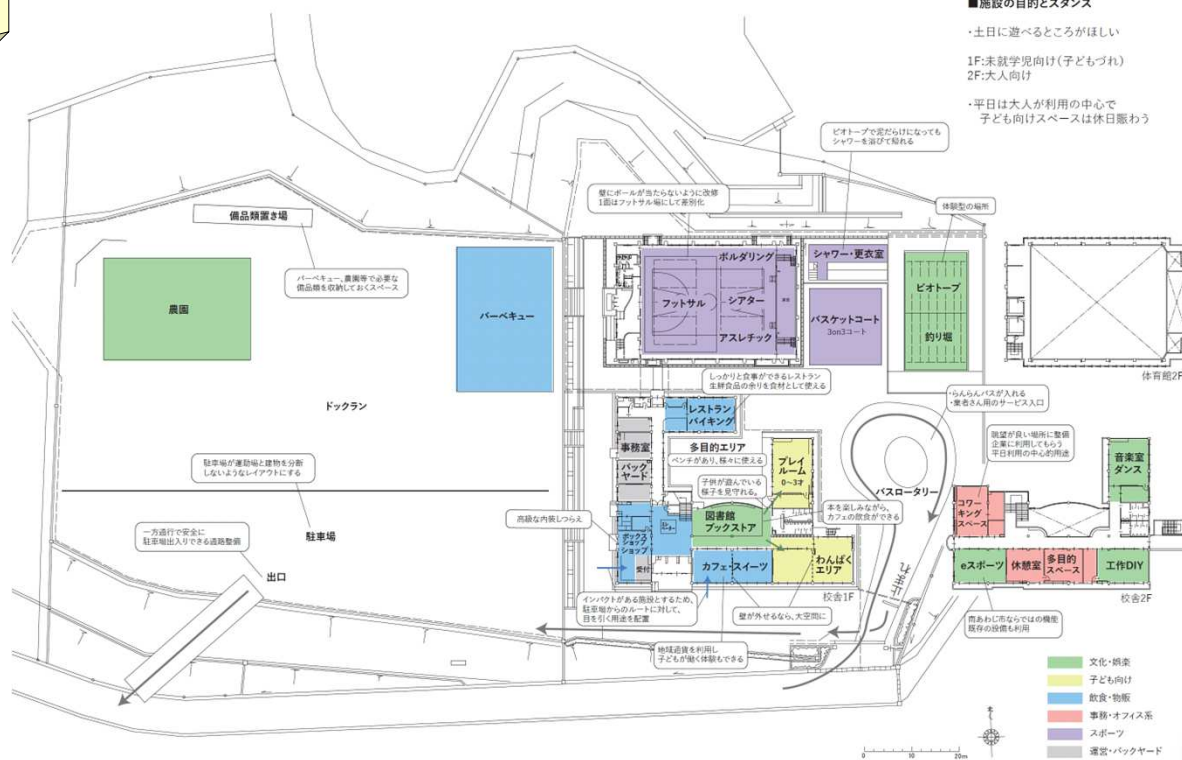 ■施設の目的とスタンス
・土日に遊べるところがほしい
1F:未就学児向け(子どもづれ)
2F:大人向け
・平日は大人が利用の中心で
子ども向けスペースは休日賑わう
ビオトープで泥だらけになっても
シャワーを浴びて帰れる
壁にボールが当たらないように改修
1面はフットサル場にして差別化
体験型の場所
備品類置き場
バーベキュー、農園等で必要な
備品類を収納しておくスペース
農園
バーベキュー
ボルダリング
フットサル
シアター
アスレチック
シャワー・更衣室
バスケットコート
3on3コート
ビオトープ
釣り堀
体育館2F
しっかりと食事ができるレストラン
生鮮食品の余りを食材として使える
・らんらんバスが入れる
・業者さん用のサービス入口
ドックラン
レストラン
バイキング
事務室
多目的エリア
ベンチがあり、様々に使える
プレイ
ルーム
0~3才
眺望が良い場所に整備
企業に利用してもらう
平日利用の中心的用途
音楽室
ダンス
駐車場が運動場と建物を分断
しないようなレイアウトにする
バック
ヤード
子供が遊んでいる
様子を見守れる。
バスロータリー
コワー
キング
スペース
高級な内装しつらえ
図書館
ブックストア
本を楽しみながら、
カフェの飲食ができる
一方通行で安全に
駐車場出入りできる道路整備
駐車場
ボックス
ショップ
ショップ
受付
カフェ・スイーツ
わんぱく
エリア
eスポーツ
休憩室
多目的
スペース
工作DIY
出口
校舎1F
校舎2F
インパクトがある施設とするため、
駐車場からのルートに対して、
目を引く用途を配置
壁が外せるなら、大空間に
南あわじ市ならではの機能
既存の設備も利用
地域通貨を利用し
子どもが働く体験もできる
文化・娯楽
子ども向け
飲食・物販
事務・オフィス系
スポーツ
運営・バックヤード
0 10 20m